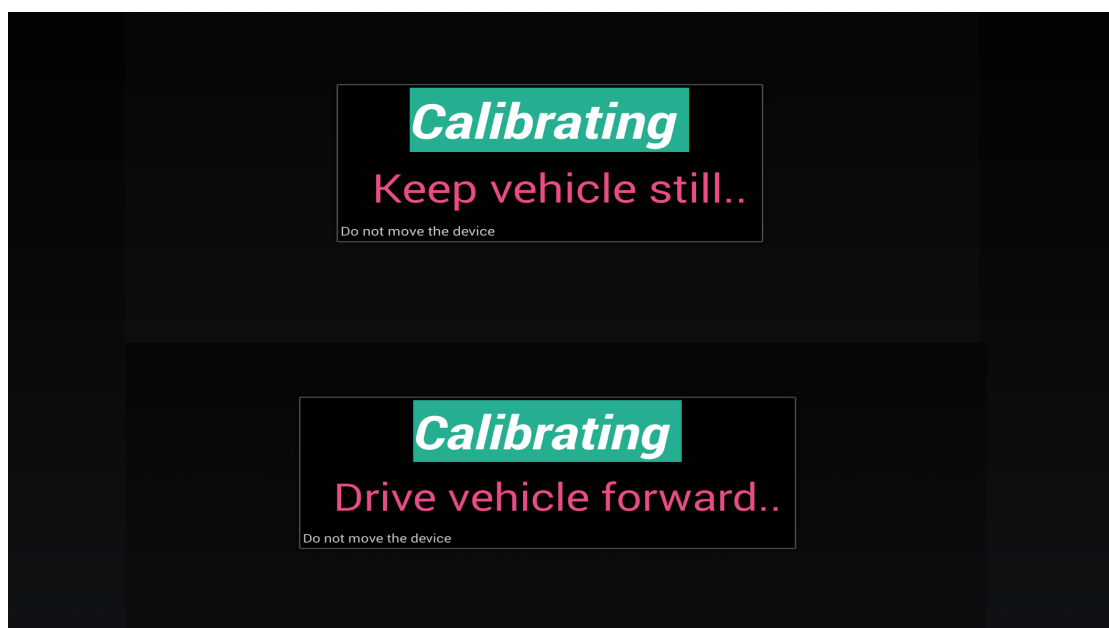 Calibrating
Keep vehicle still..
Do not move the device
Calibrating
Drive vehicle forward..
Do not move the device